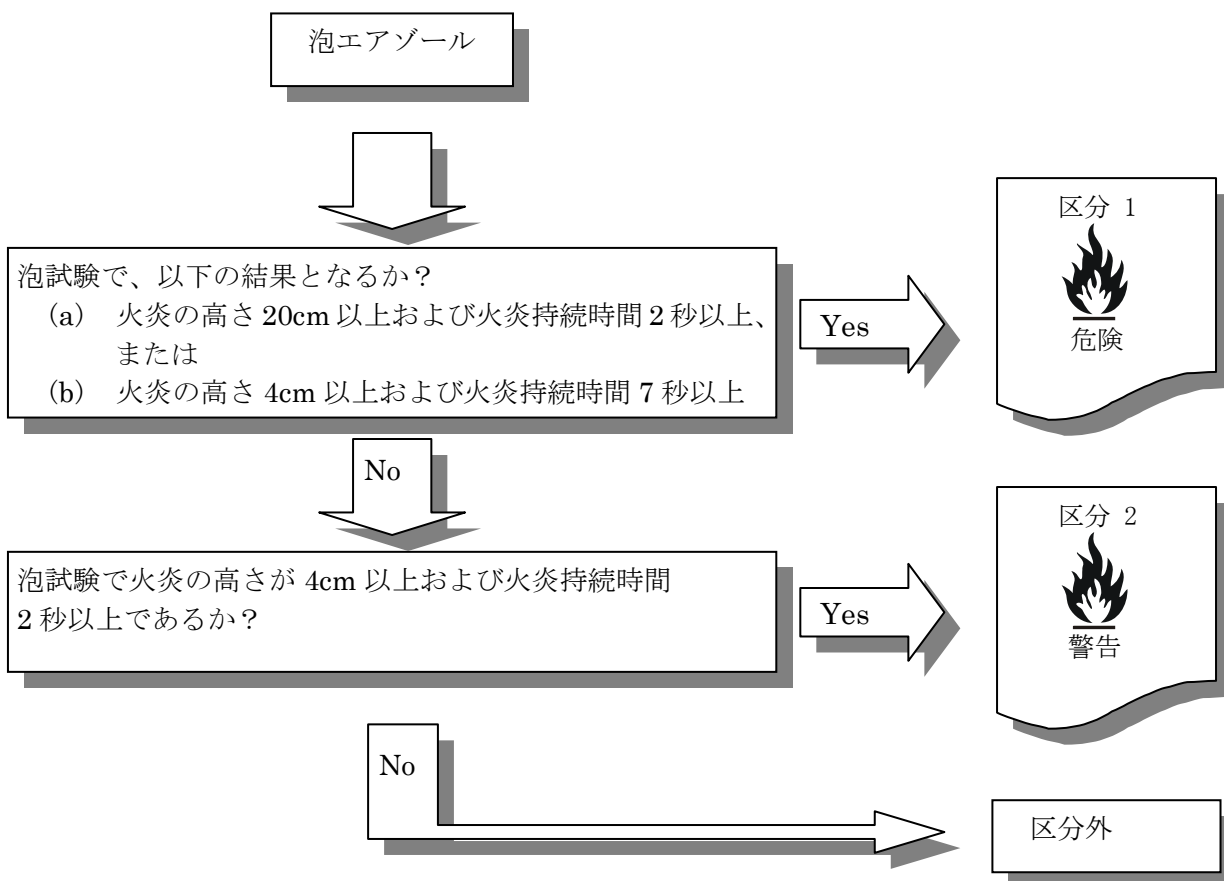 泡エアゾール
区分 1
危険
泡試験で、以下の結果となるか？
(a) 火炎の高さ 20cm 以上および火炎持続時間 2 秒以上、
または
(b) 火炎の高さ 4cm 以上および火炎持続時間 7 秒以上
Yes
No
区分 2
警告
泡試験で火炎の高さが 4cm 以上および火炎持続時間
2 秒以上であるか？
Yes
No
区分外